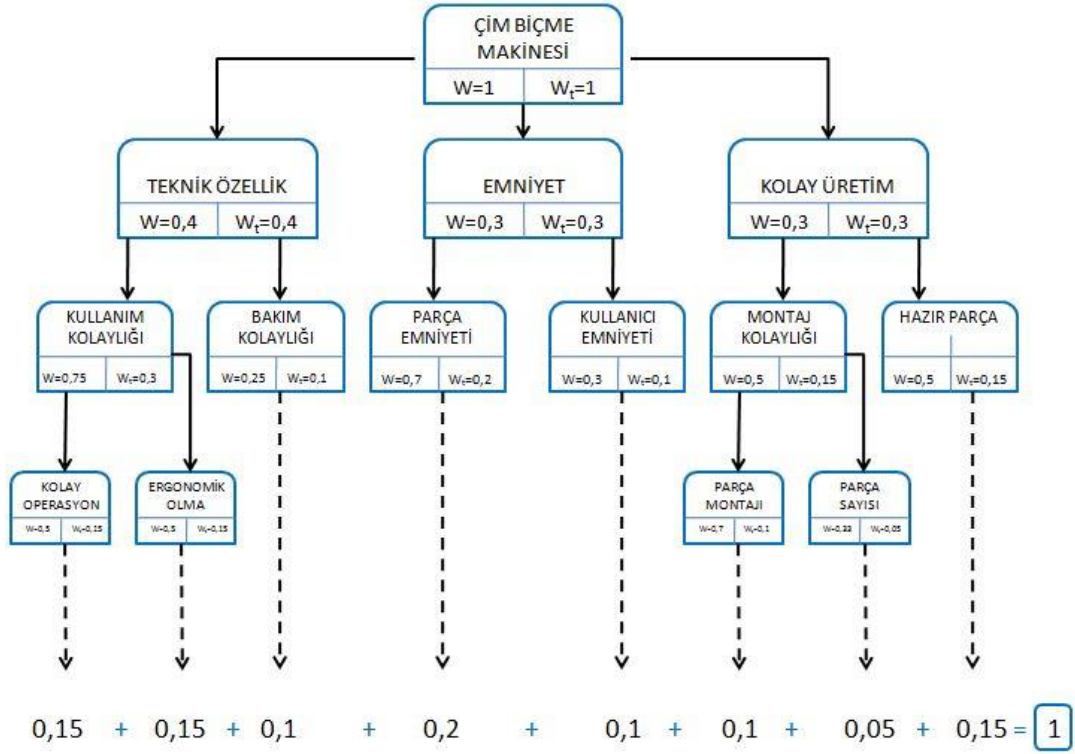 ÇİM BİÇME
MAKİNESİ
W=1 Wₜ=1
TEKNİK ÖZELLİK
W=0,4 Wₜ=0,4
EMNİYET
W=0,3 Wₜ=0,3
KOLAY ÜRETİM
W=0,3 Wₜ=0,3
KULLANIM
KOLAYLIĞI
W=0,75 Wₜ=0,3
BAKIM
KOLAYLIĞI
W=0,25 Wₜ=0,1
PARÇA
EMNİYETİ
W=0,7 Wₜ=0,2
KULLANICI
EMNİYETİ
W=0,3 Wₜ=0,1
MONTAJ
KOLAYLIĞI
W=0,5 Wₜ=0,15
HAZIR PARÇA
W=0,5 Wₜ=0,15
KOLAY
OPERASYON
W=0,5 Wₜ=0,15
ERGONOMİK
OLMA
W=0,5 Wₜ=0,15
PARÇA
MONTAJI
W=0,7 Wₜ=0,1
PARÇA
SAYISI
W=0,33 Wₜ=0,05
0,15 + 0,15 + 0,1 + 0,2 + 0,1 + 0,1 + 0,05 + 0,15 = 1